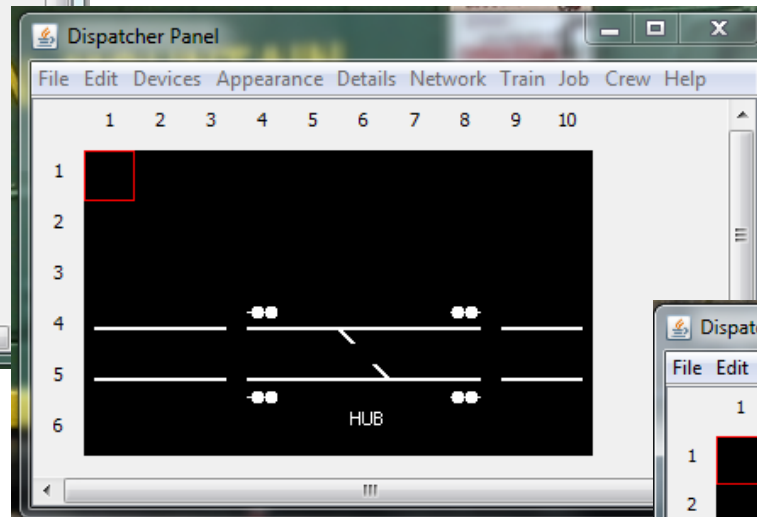 Dispatcher Panel
File Edit Devices Appearance Details Network Train Job Crew Help
1 2 3 4 5 6 7 8 9 10
1
2
3
4
5
HUB
6
Dispat
File Edit
1
1
2